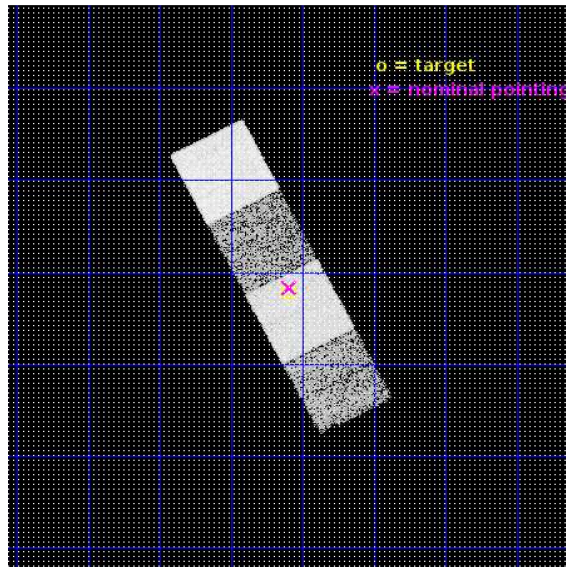 o = target
x = nominal pointing